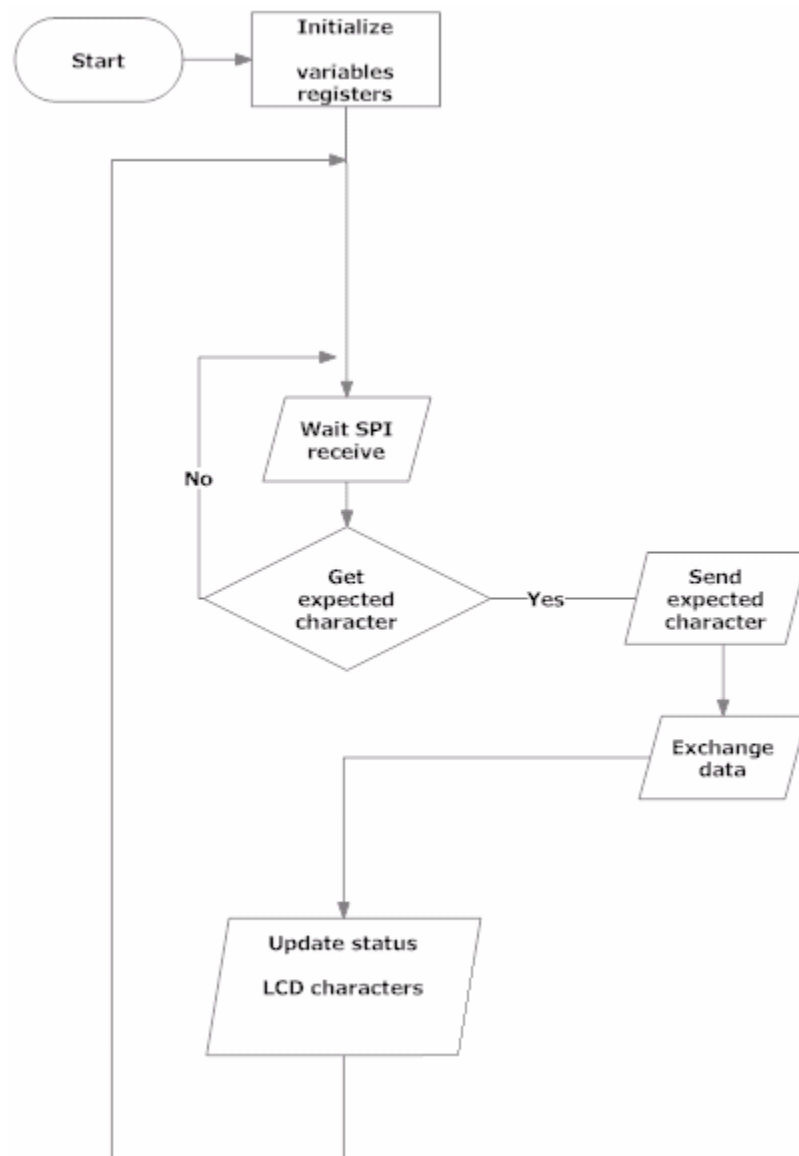 Start
Initialize
variables
registers
Wait SPI
receive
No
Get
expected
character
Yes
Send
expected
character
Exchange
data
Update status
LCD characters